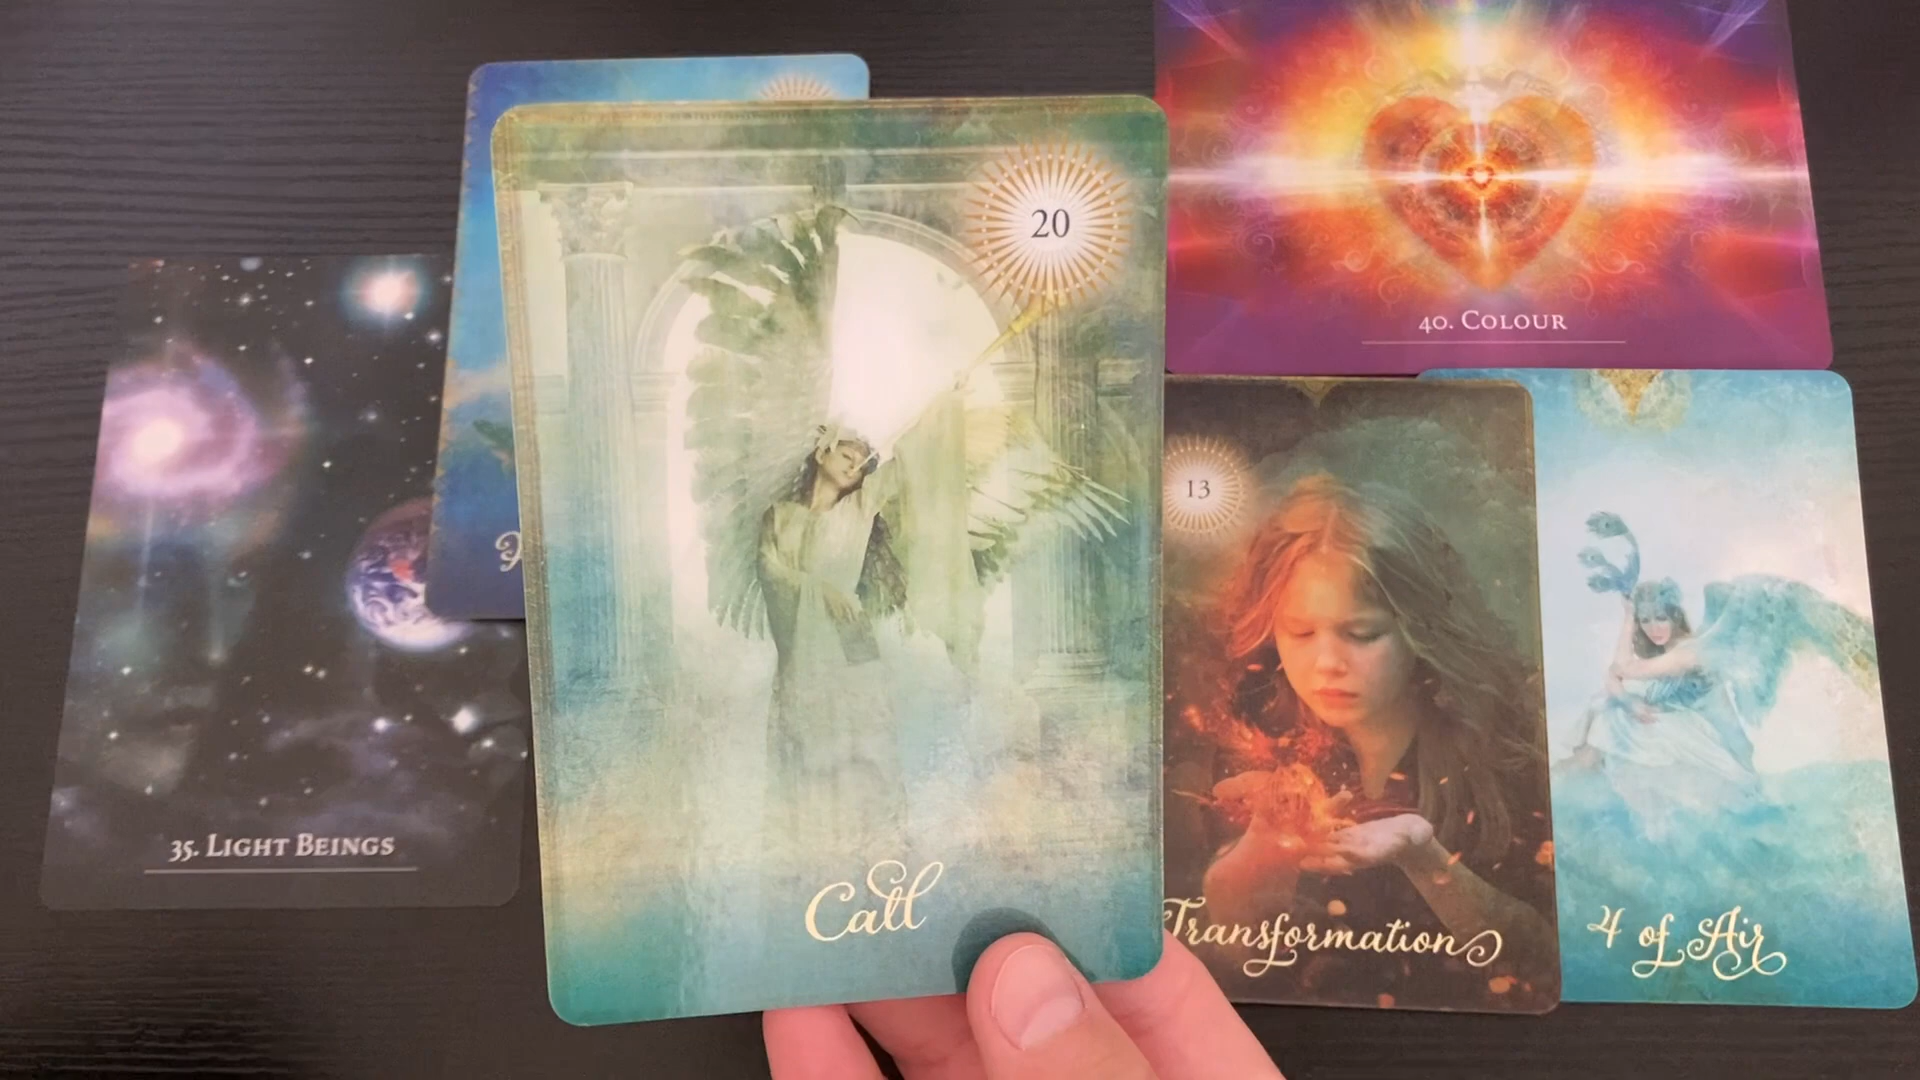 40. COLOUR
20
13
35. LIGHT BEINGS
Call
Transformation
4 of Air